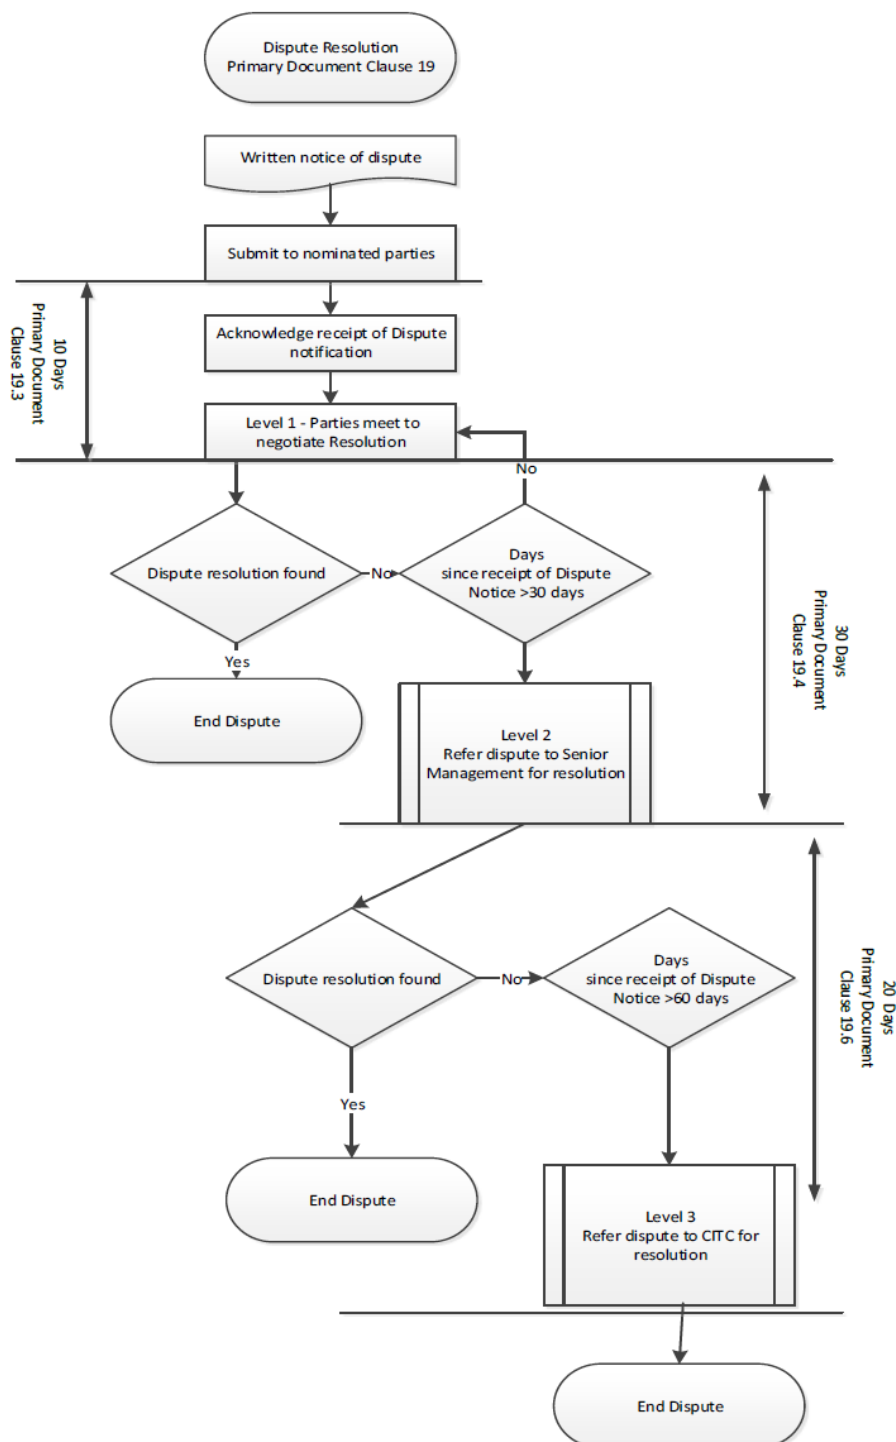 Dispute Resolution
Primary Document Clause 19
Written notice of dispute
Submit to nominated parties
10 Days
Primary Document
Clause 19.3
Acknowledge receipt of Dispute
notification
Level 1 - Parties meet to
negotiate Resolution
No
Dispute resolution found
No
Days
since receipt of Dispute
Notice >30 days
30 Days
Primary Document
Clause 19.4
Yes
End Dispute
Level 2
Refer dispute to Senior
Management for resolution
Dispute resolution found
No
Days
since receipt of Dispute
Notice >60 days
20 Days
Primary Document
Clause 19.6
Yes
End Dispute
Level 3
Refer dispute to CITC for
resolution
End Dispute